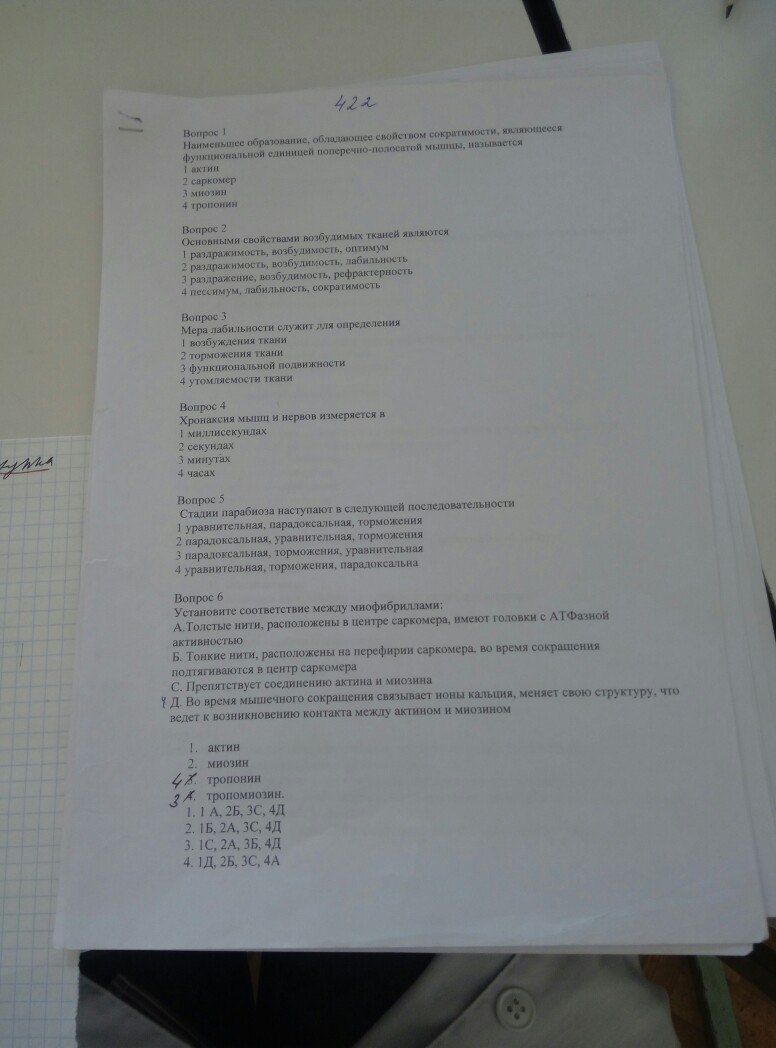 422
Вопрос 1
Наименьшее образование, обладающее свойством сократимости, являющееся
функциональной единицей поперечно-полосатой мышцы, называется
1 актин
2 саркомер
3 миозин
4 тропонин
Вопрос 2
Основными свойствами возбудимых тканей являются
1 раздражимость, возбудимость, оптимум
2 раздражимость, возбудимость, лабильность
3 раздражение, возбудимость, рефрактерность
4 пессимум, лабильность, сократимость
Вопрос 3
Мера лабильности служит для определения
1 возбуждения ткани
2 торможения ткани
3 функциональной подвижности
4 утомляемости ткани
Вопрос 4
Хронаксия мышц и нервов измеряется в
1 миллисекундах
2 секундах
3 минутах
4 часах
Вопрос 5
Стадии парабиоза наступают в следующей последовательности
1 уравнительная, парадоксальная, торможения
2 парадоксальная, уравнительная, торможения
3 парадоксальная, торможения, уравнительная
4 уравнительная, торможения, парадоксальна
Вопрос 6
Установите соответствие между миофибриллами:
А.Толстые нити, расположены в центре саркомера, имеют головки с АТФазной
активностью
Б. Тонкие нити, расположены на перефирии саркомера, во время сокращения
подтягиваются в центр саркомера
С. Препятствует соединению актина и миозина
Д. Во время мышечного сокращения связывает ионы кальция, меняет свою структуру, что
ведет к возникновению контакта между актином и миозином
1. актин
2. миозин
4 тропонин
3 тропомиозин.
1. 1 А, 2Б, 3С, 4Д
2. 1Б, 2А, 3С, 4Д
3. 1С, 2А, 3Б, 4Д
4. 1Д, 2Б, 3С, 4А